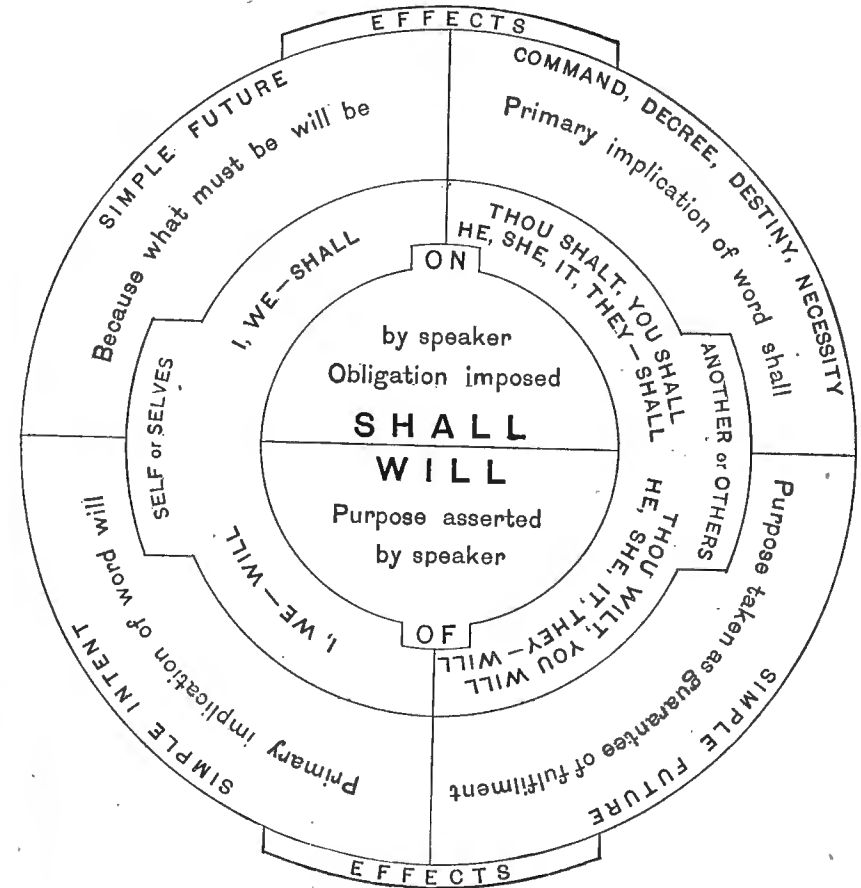 EFFECTS
SIMPLE FUTURE
Because what must be will be
COMMAND, DECREE, DESTINY, NECESSITY
Primary implication of word shall
I, WE—SHALL
THOU SHALT, YOU SHALL
HE, SHE, IT, THEY—SHALL
ON
by speaker
Obligation imposed
SHALL
WILL
Purpose asserted
by speaker
OF
SELF or SELVES
ANOTHER or OTHERS
I, WE—WILL
HE, SHE, IT, THEY—WILL
THOU WILT, YOU WILL
Primary implication of word will
SIMPLE INTENT
Purpose taken as guarantee of fulfilment
SIMPLE FUTURE
EFFECTS